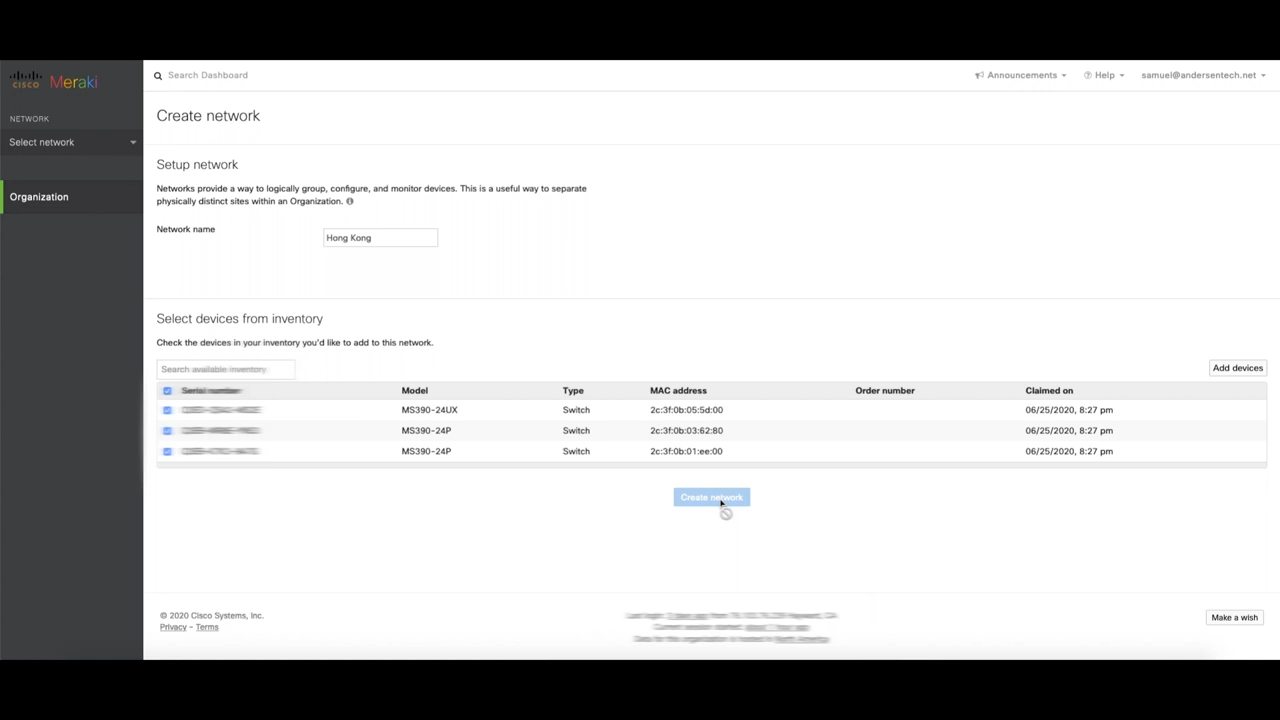 CISCO Meraki
Search Dashboard
Announcements
Help
samuel@andersentech.net
NETWORK
Select network
Organization
Create network
Setup network
Networks provide a way to logically group, configure, and monitor devices. This is a useful way to separate
physically distinct sites within an Organization.
Network name
Hong Kong
Select devices from inventory
Check the devices in your inventory you'd like to add to this network.
Search available inventory
Add devices
Serial number Model Type MAC address Order number Claimed on
MS390-24UX Switch 2c:3f:0b:05:5d:00 06/25/2020, 8:27 pm
MS390-24P Switch 2c:3f:0b:03:62:80 06/25/2020, 8:27 pm
MS390-24P Switch 2c:3f:0b:01:ee:00 06/25/2020, 8:27 pm
Create network
© 2020 Cisco Systems, Inc.
Privacy - Terms
Make a wish